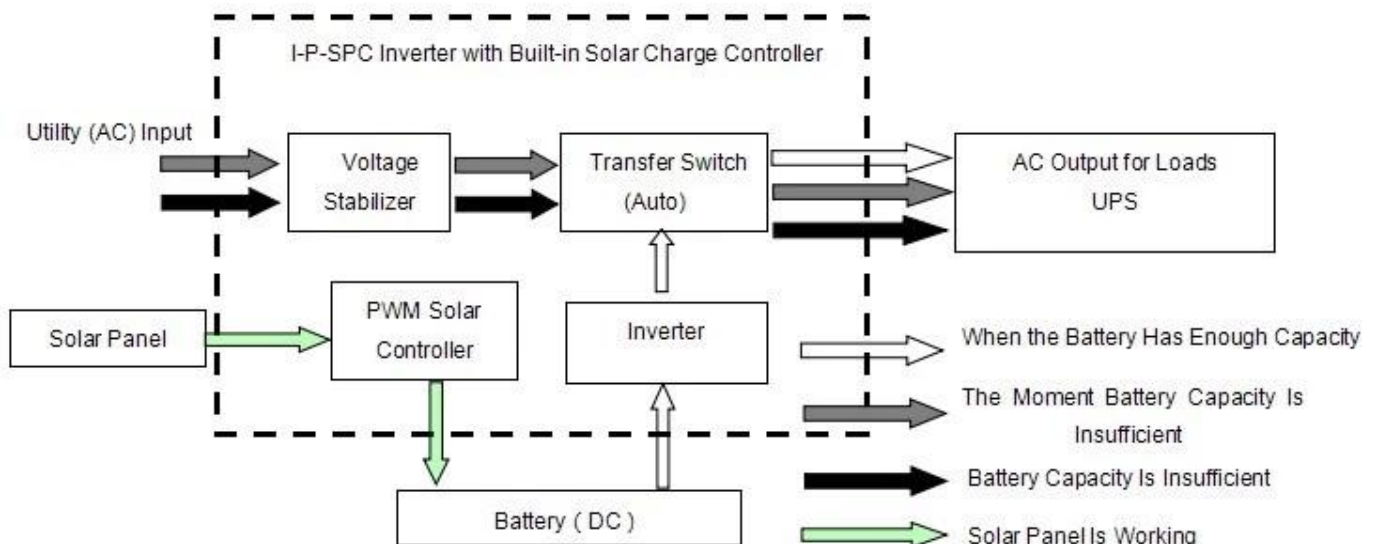 I-P-SPC Inverter with Built-in Solar Charge Controller
Utility (AC) Input
Voltage
Stabilizer
Transfer Switch
(Auto)
AC Output for Loads
UPS
Solar Panel
PWM Solar
Controller
Inverter
Battery ( DC )
When the Battery Has Enough Capacity
The Moment Battery Capacity Is
Insufficient
Battery Capacity Is Insufficient
Solar Panel Is Working